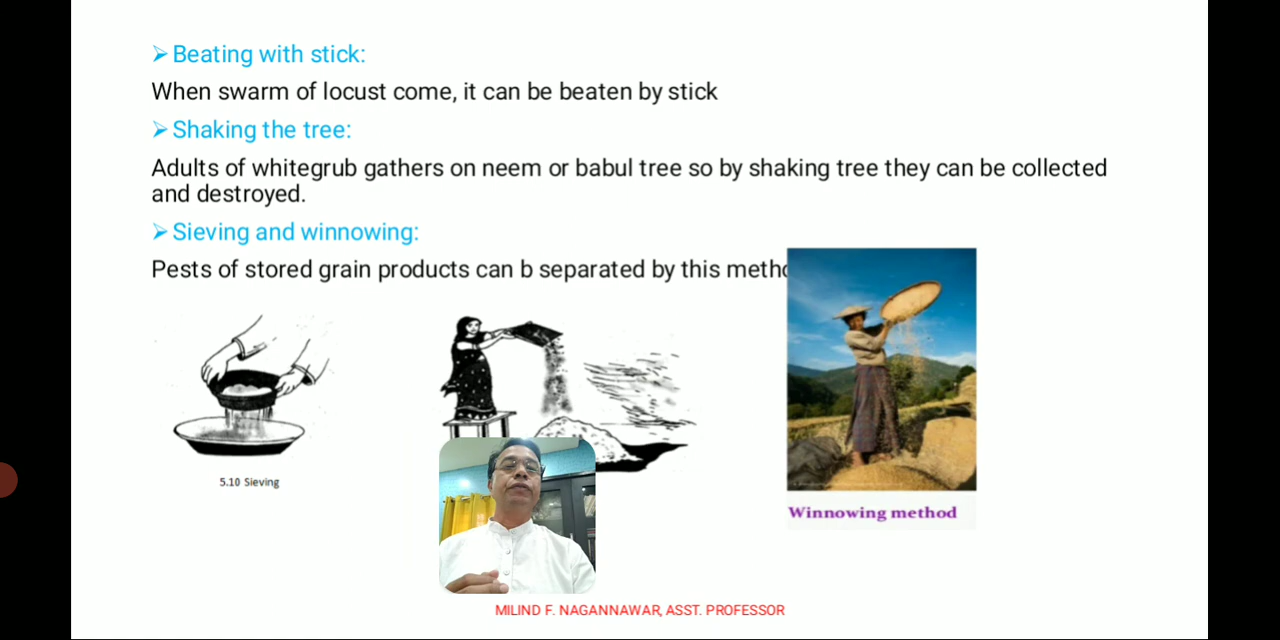 ➢Beating with stick:
When swarm of locust come, it can be beaten by stick
➢Shaking the tree:
Adults of whitegrub gathers on neem or babul tree so by shaking tree they can be collected
and destroyed.
➢Sieving and winnowing:
Pests of stored grain products can b separated by this
5.10 Sieving
Winnowing method
MILIND F. NAGANNAWAR, ASST. PROFESSOR